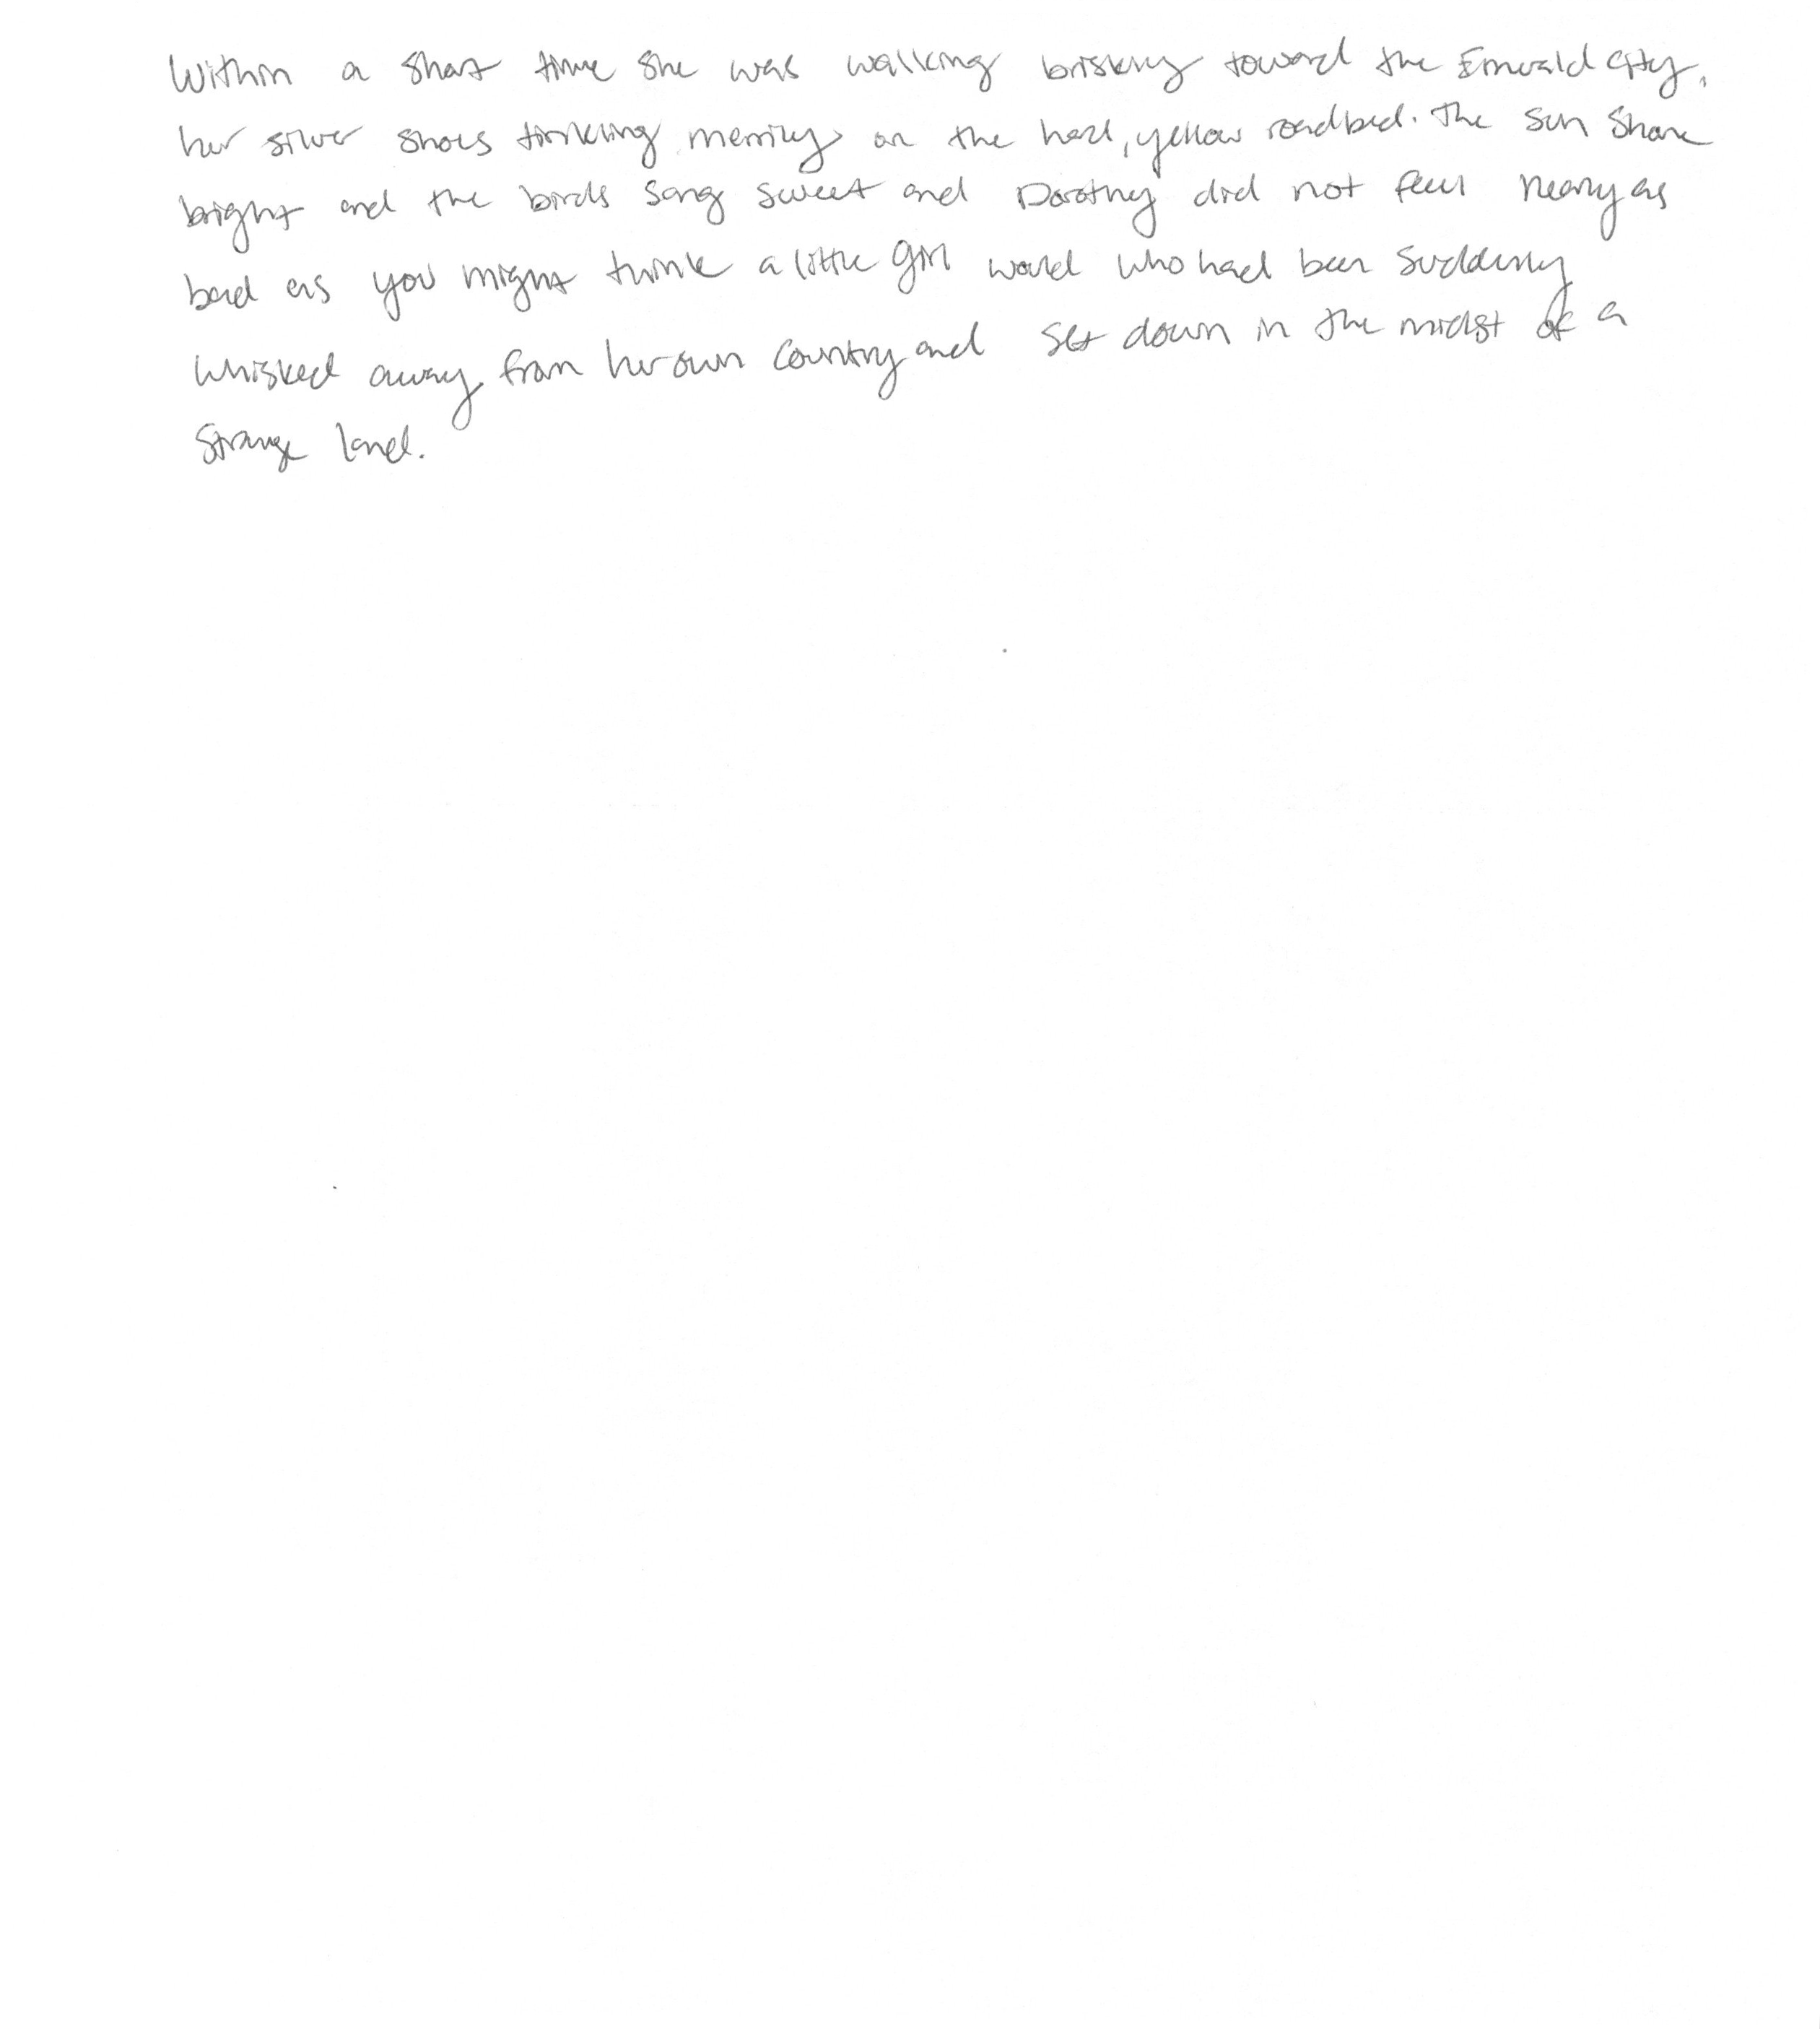 Within a short time she was walking briskly toward the Emerald City,
her silver shoes tinkling merrily on the hard, yellow roadbed. The sun shone
bright and the birds sang sweet and Dorothy did not feel nearly as
bad as you might think a little girl would who had been suddenly
whisked away from her own country and set down in the midst of a
strange land.